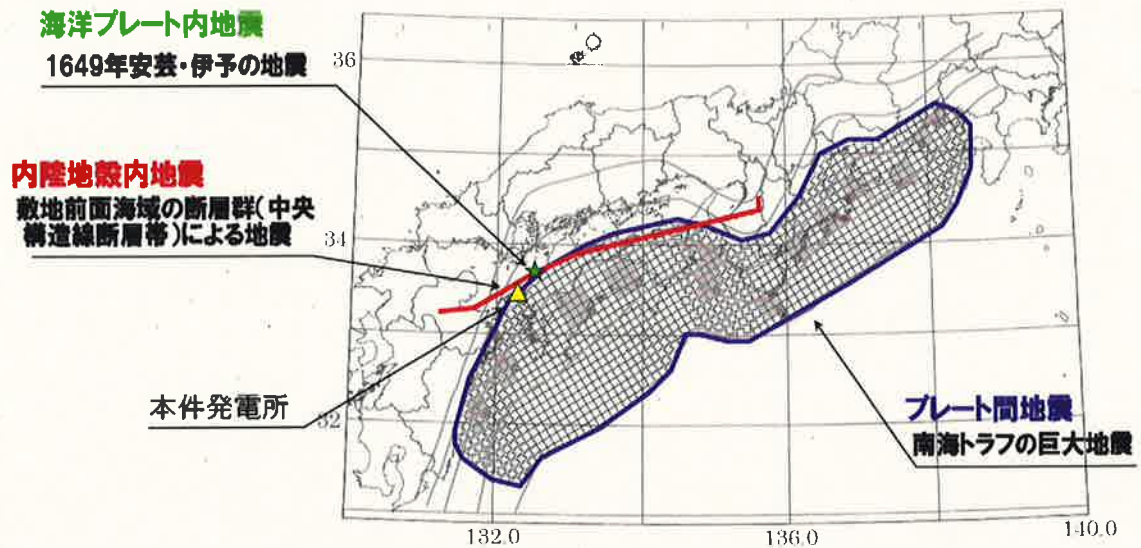 海洋プレート内地震
1649年安芸・伊予の地震
内陸地殻内地震
敷地前面海域の断層群(中央
構造線断層帯)による地震
本件発電所
プレート間地震
南海トラフの巨大地震
36
34
32
132.0
136.0
140.0